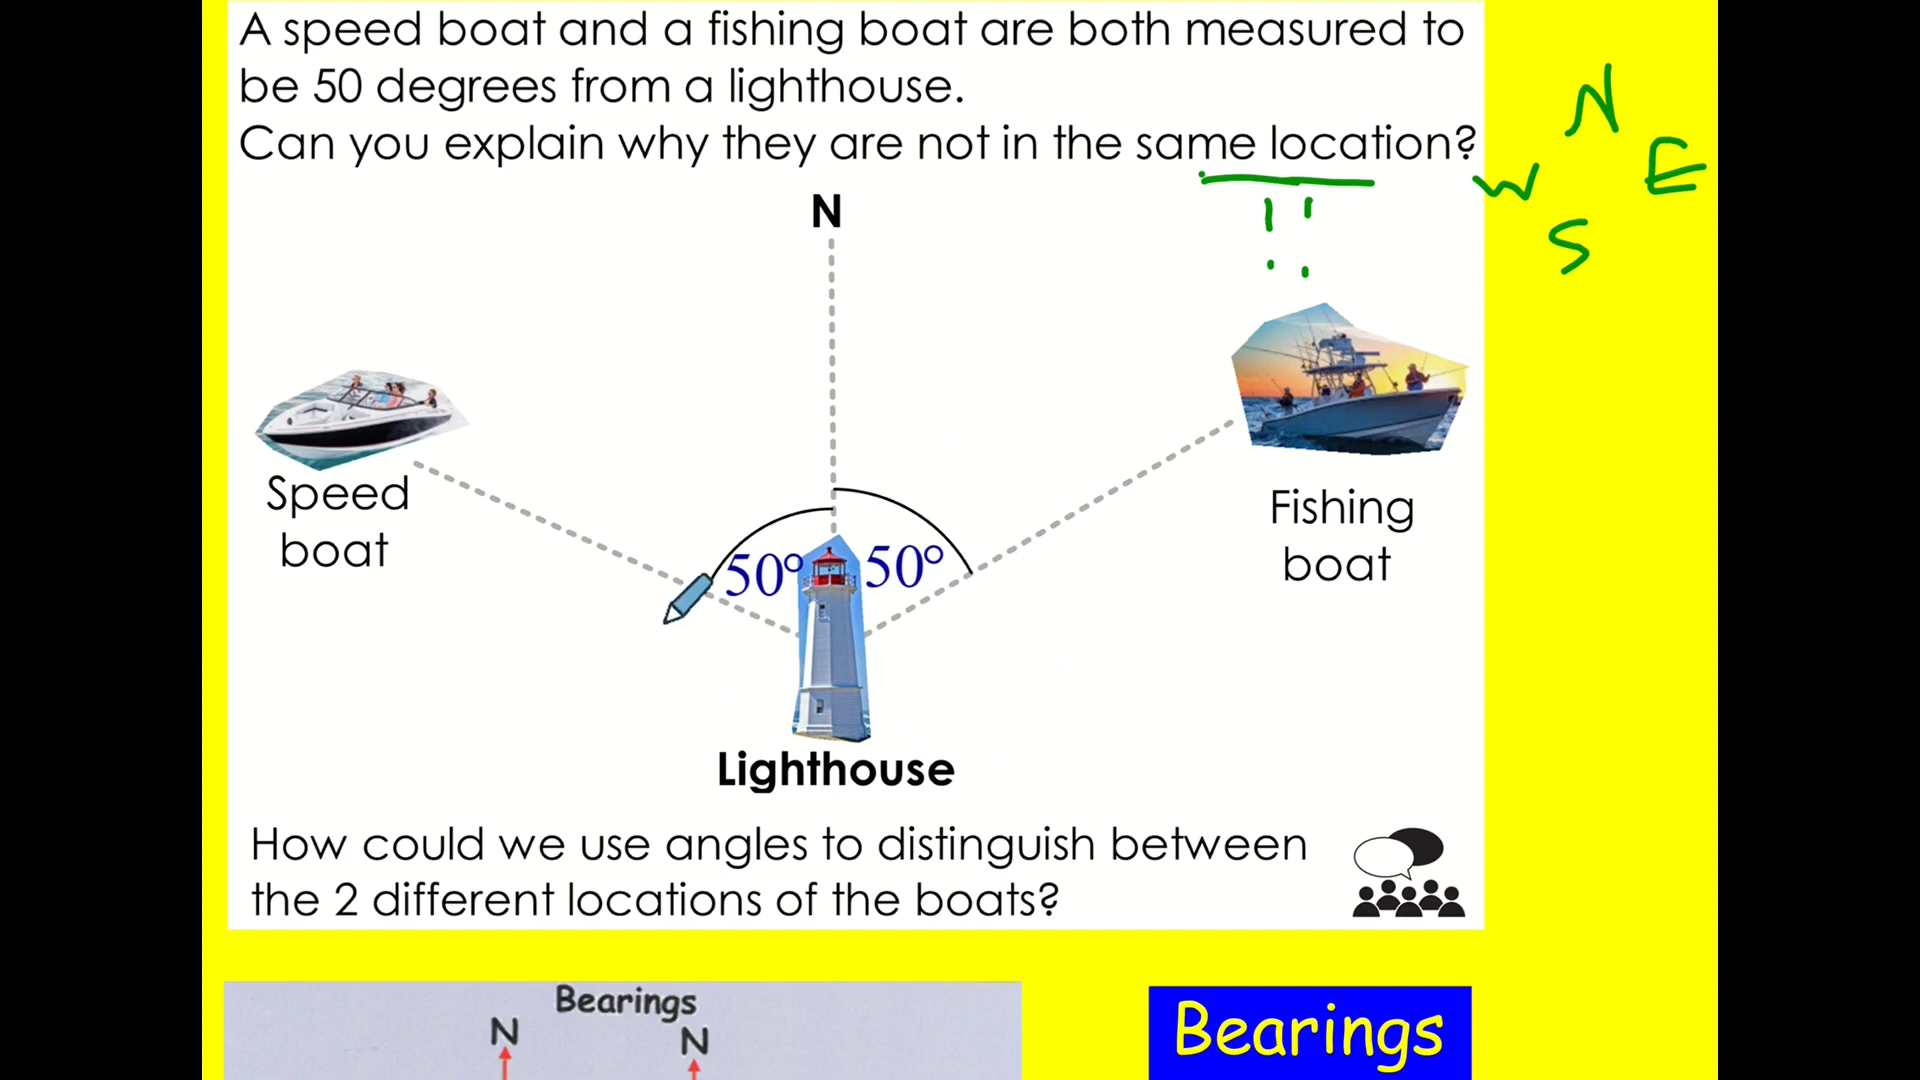 A speed boat and a fishing boat are both measured to
be 50 degrees from a lighthouse.
Can you explain why they are not in the same location?
N
W E
S
! !
N
Speed
boat
50° 50°
Fishing
boat
Lighthouse
How could we use angles to distinguish between
the 2 different locations of the boats?
Bearings
N
N
Bearings